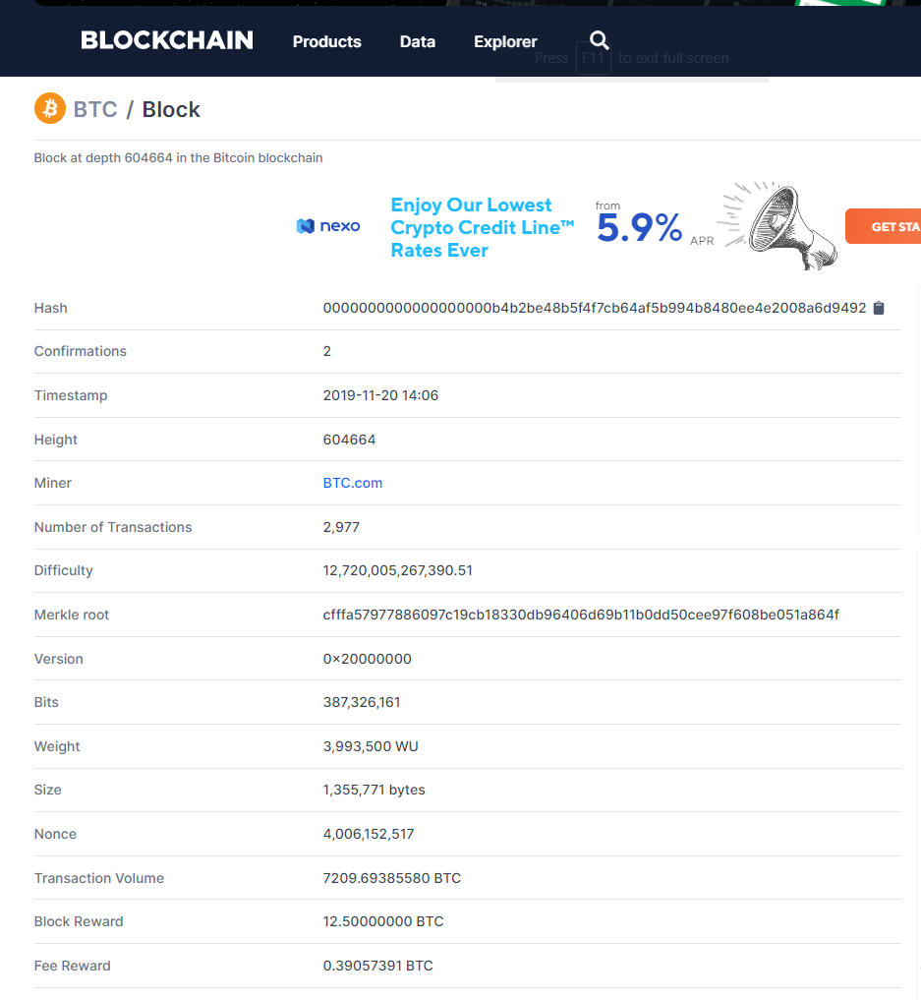 BLOCKCHAIN Products Data Explorer
Press F11 to exit full screen
BTC / Block
Block at depth 604664 in the Bitcoin blockchain
nexo
Enjoy Our Lowest
Crypto Credit Line™
Rates Ever
from
5.9% APR
GET STA
Hash 0000000000000000000b4b2be48b5f4f7cb64af5b994b8480ee4e2008a6d9492
Confirmations 2
Timestamp 2019-11-20 14:06
Height 604664
Miner BTC.com
Number of Transactions 2,977
Difficulty 12,720,005,267,390.51
Merkle root cfffa57977886097c19cb18330db96406d69b11b0dd50cee97f608be051a864f
Version 0×20000000
Bits 387,326,161
Weight 3,993,500 WU
Size 1,355,771 bytes
Nonce 4,006,152,517
Transaction Volume 7209.69385580 BTC
Block Reward 12.50000000 BTC
Fee Reward 0.39057391 BTC